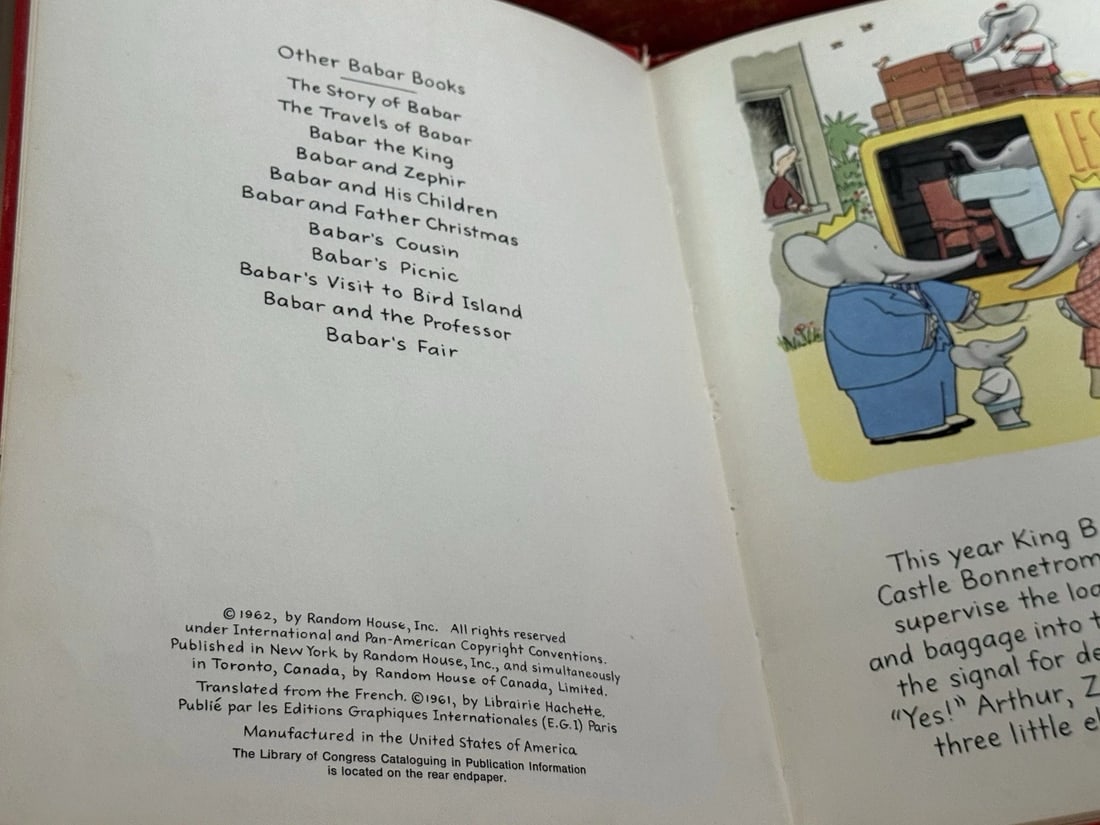 Other Babar Books
The Story of Babar
The Travels of Babar
Babar the King
Babar and Zephir
Babar and His Children
Babar and Father Christmas
Babar's Cousin
Babar's Picnic
Babar's Visit to Bird Island
Babar and the Professor
Babar's Fair
©1962, by Random House, Inc. All rights reserved
under International and Pan-American Copyright Conventions.
Published in New York by Random House, Inc., and simultaneously
in Toronto, Canada, by Random House of Canada, Limited.
Translated from the French. ©1961, by Librairie Hachette.
Publié par les Editions Graphiques Internationales (E.G.I) Paris
Manufactured in the United States of America
The Library of Congress Cataloguing in Publication Information
is located on the rear endpaper.
LES
This year King B
Castle Bonnetrom
supervise the loa
and baggage into t
the signal for de
"Yes!" Arthur, Z
three little el